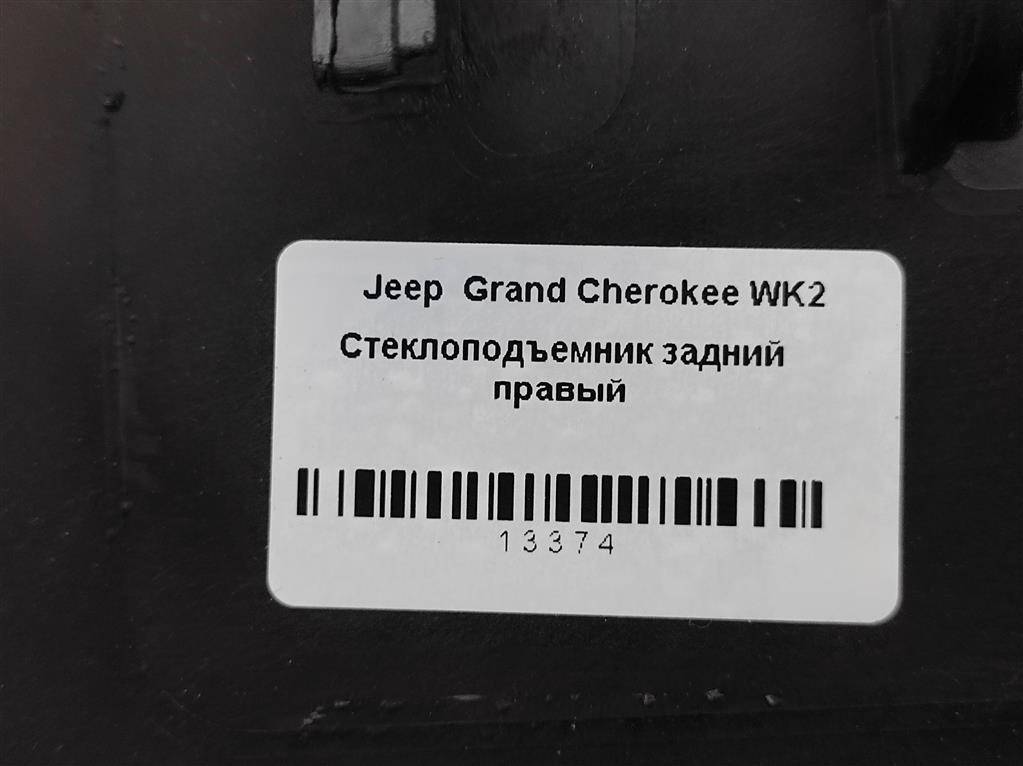 Jeep Grand Cherokee WK2
Стеклоподъемник задний
правый
13374